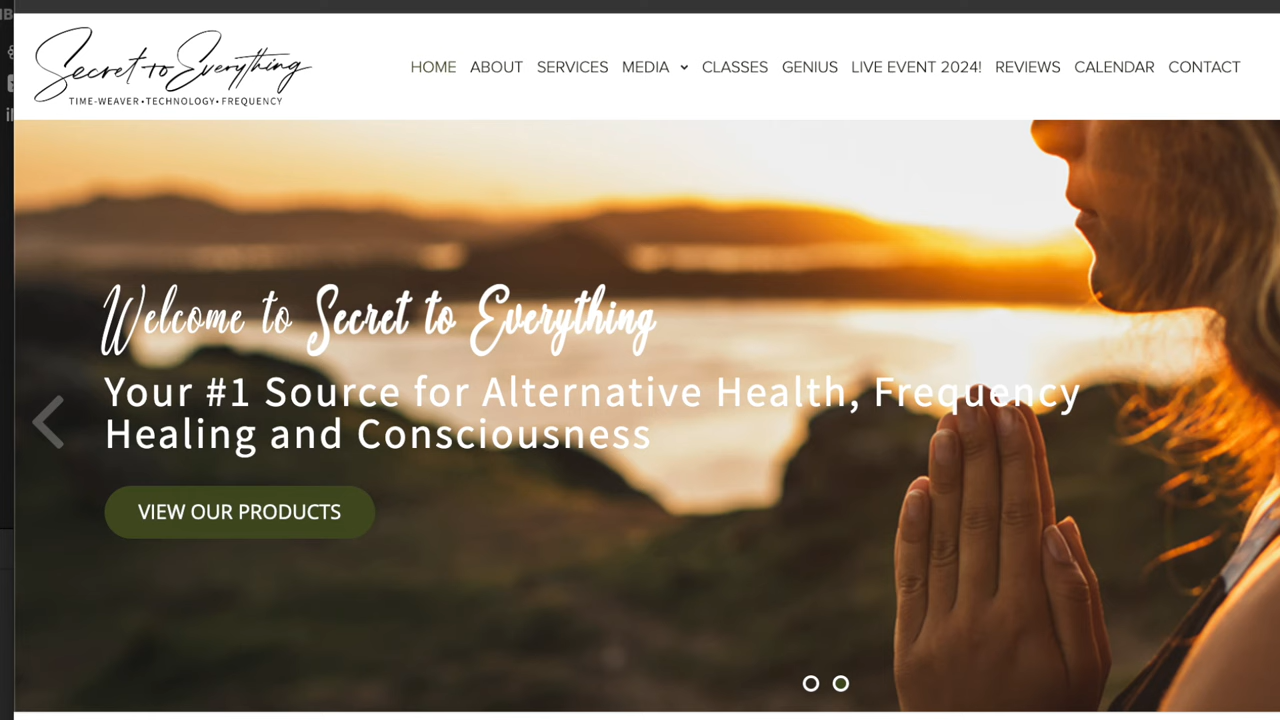 Secret to Everything
TIME-WEAVER • TECHNOLOGY • FREQUENCY
HOME ABOUT SERVICES MEDIA CLASSES GENIUS LIVE EVENT 2024! REVIEWS CALENDAR CONTACT
Welcome to Secret to Everything
Your #1 Source for Alternative Health, Frequency
Healing and Consciousness
VIEW OUR PRODUCTS